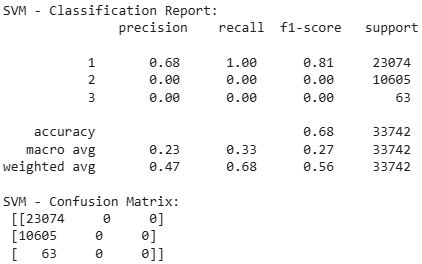 SVM - Classification Report:
precision recall f1-score support
1 0.68 1.00 0.81 23074
2 0.00 0.00 0.00 10605
3 0.00 0.00 0.00 63
accuracy 0.68 33742
macro avg 0.23 0.33 0.27 33742
weighted avg 0.47 0.68 0.56 33742
SVM - Confusion Matrix:
[[23074 0 0]
[10605 0 0]
[ 63 0 0]]